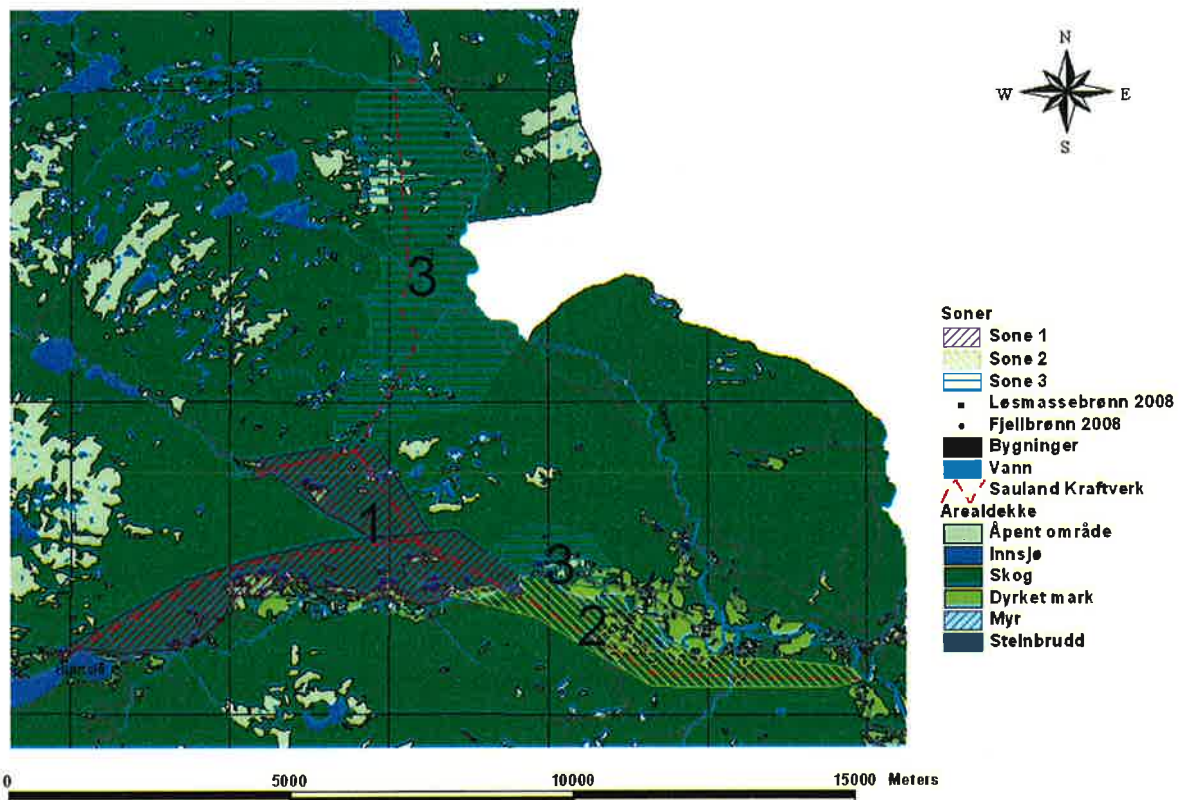 N
W
E
S
3
1
3
2
Soner
Sone 1
Sone 2
Sone 3
Løsmassebrønn 2008
Fjellbrønn 2008
Bygninger
Vann
Sauland Kraftverk
Arealdekke
Åpent område
Innsjø
Skog
Dyrket mark
Myr
Steinbrudd
0 5000 10000 15000 Meters